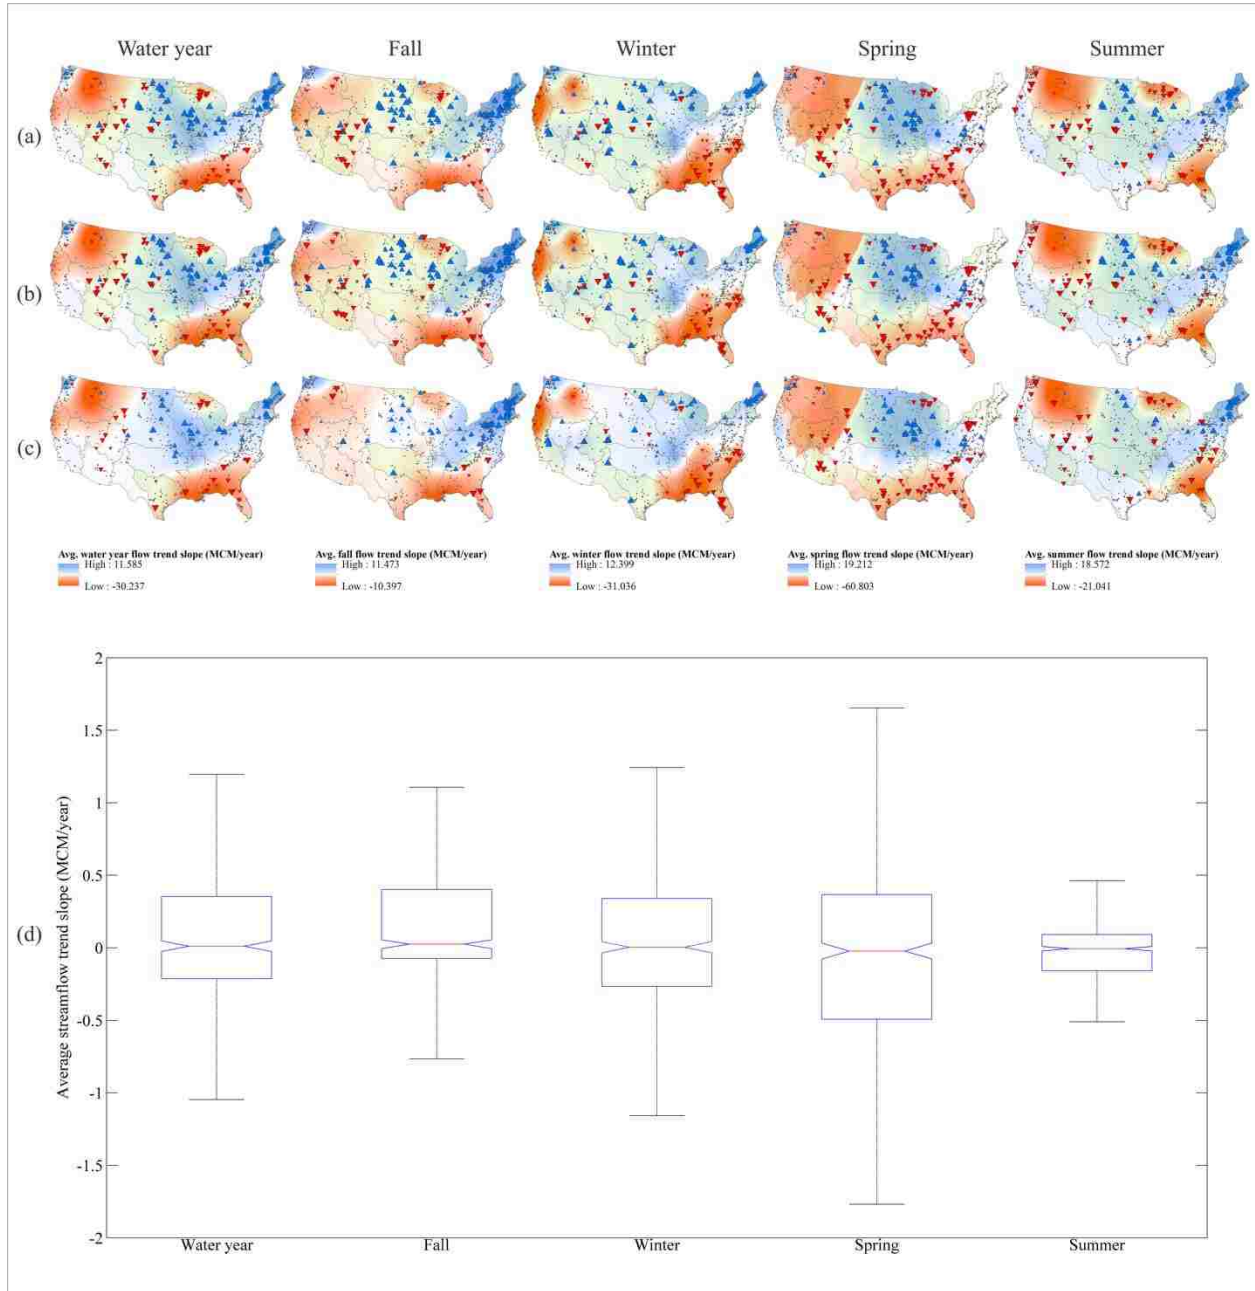 Water year Fall Winter Spring Summer
(a)
(b)
(c)
Avg. water year flow trend slope (MCM/year) Avg. fall flow trend slope (MCM/year) Avg. winter flow trend slope (MCM/year) Avg. spring flow trend slope (MCM/year) Avg. summer flow trend slope (MCM/year)
High : 11.585 High : 11.473 High : 12.399 High : 19.212 High : 18.572
Low : -30.237 Low : -10.397 Low : -31.036 Low : -60.803 Low : -21.041
2
1.5
1
0.5
(d)
0
-0.5
-1
-1.5
-2
Average streamflow trend slope (MCM/year)
Water year Fall Winter Spring Summer